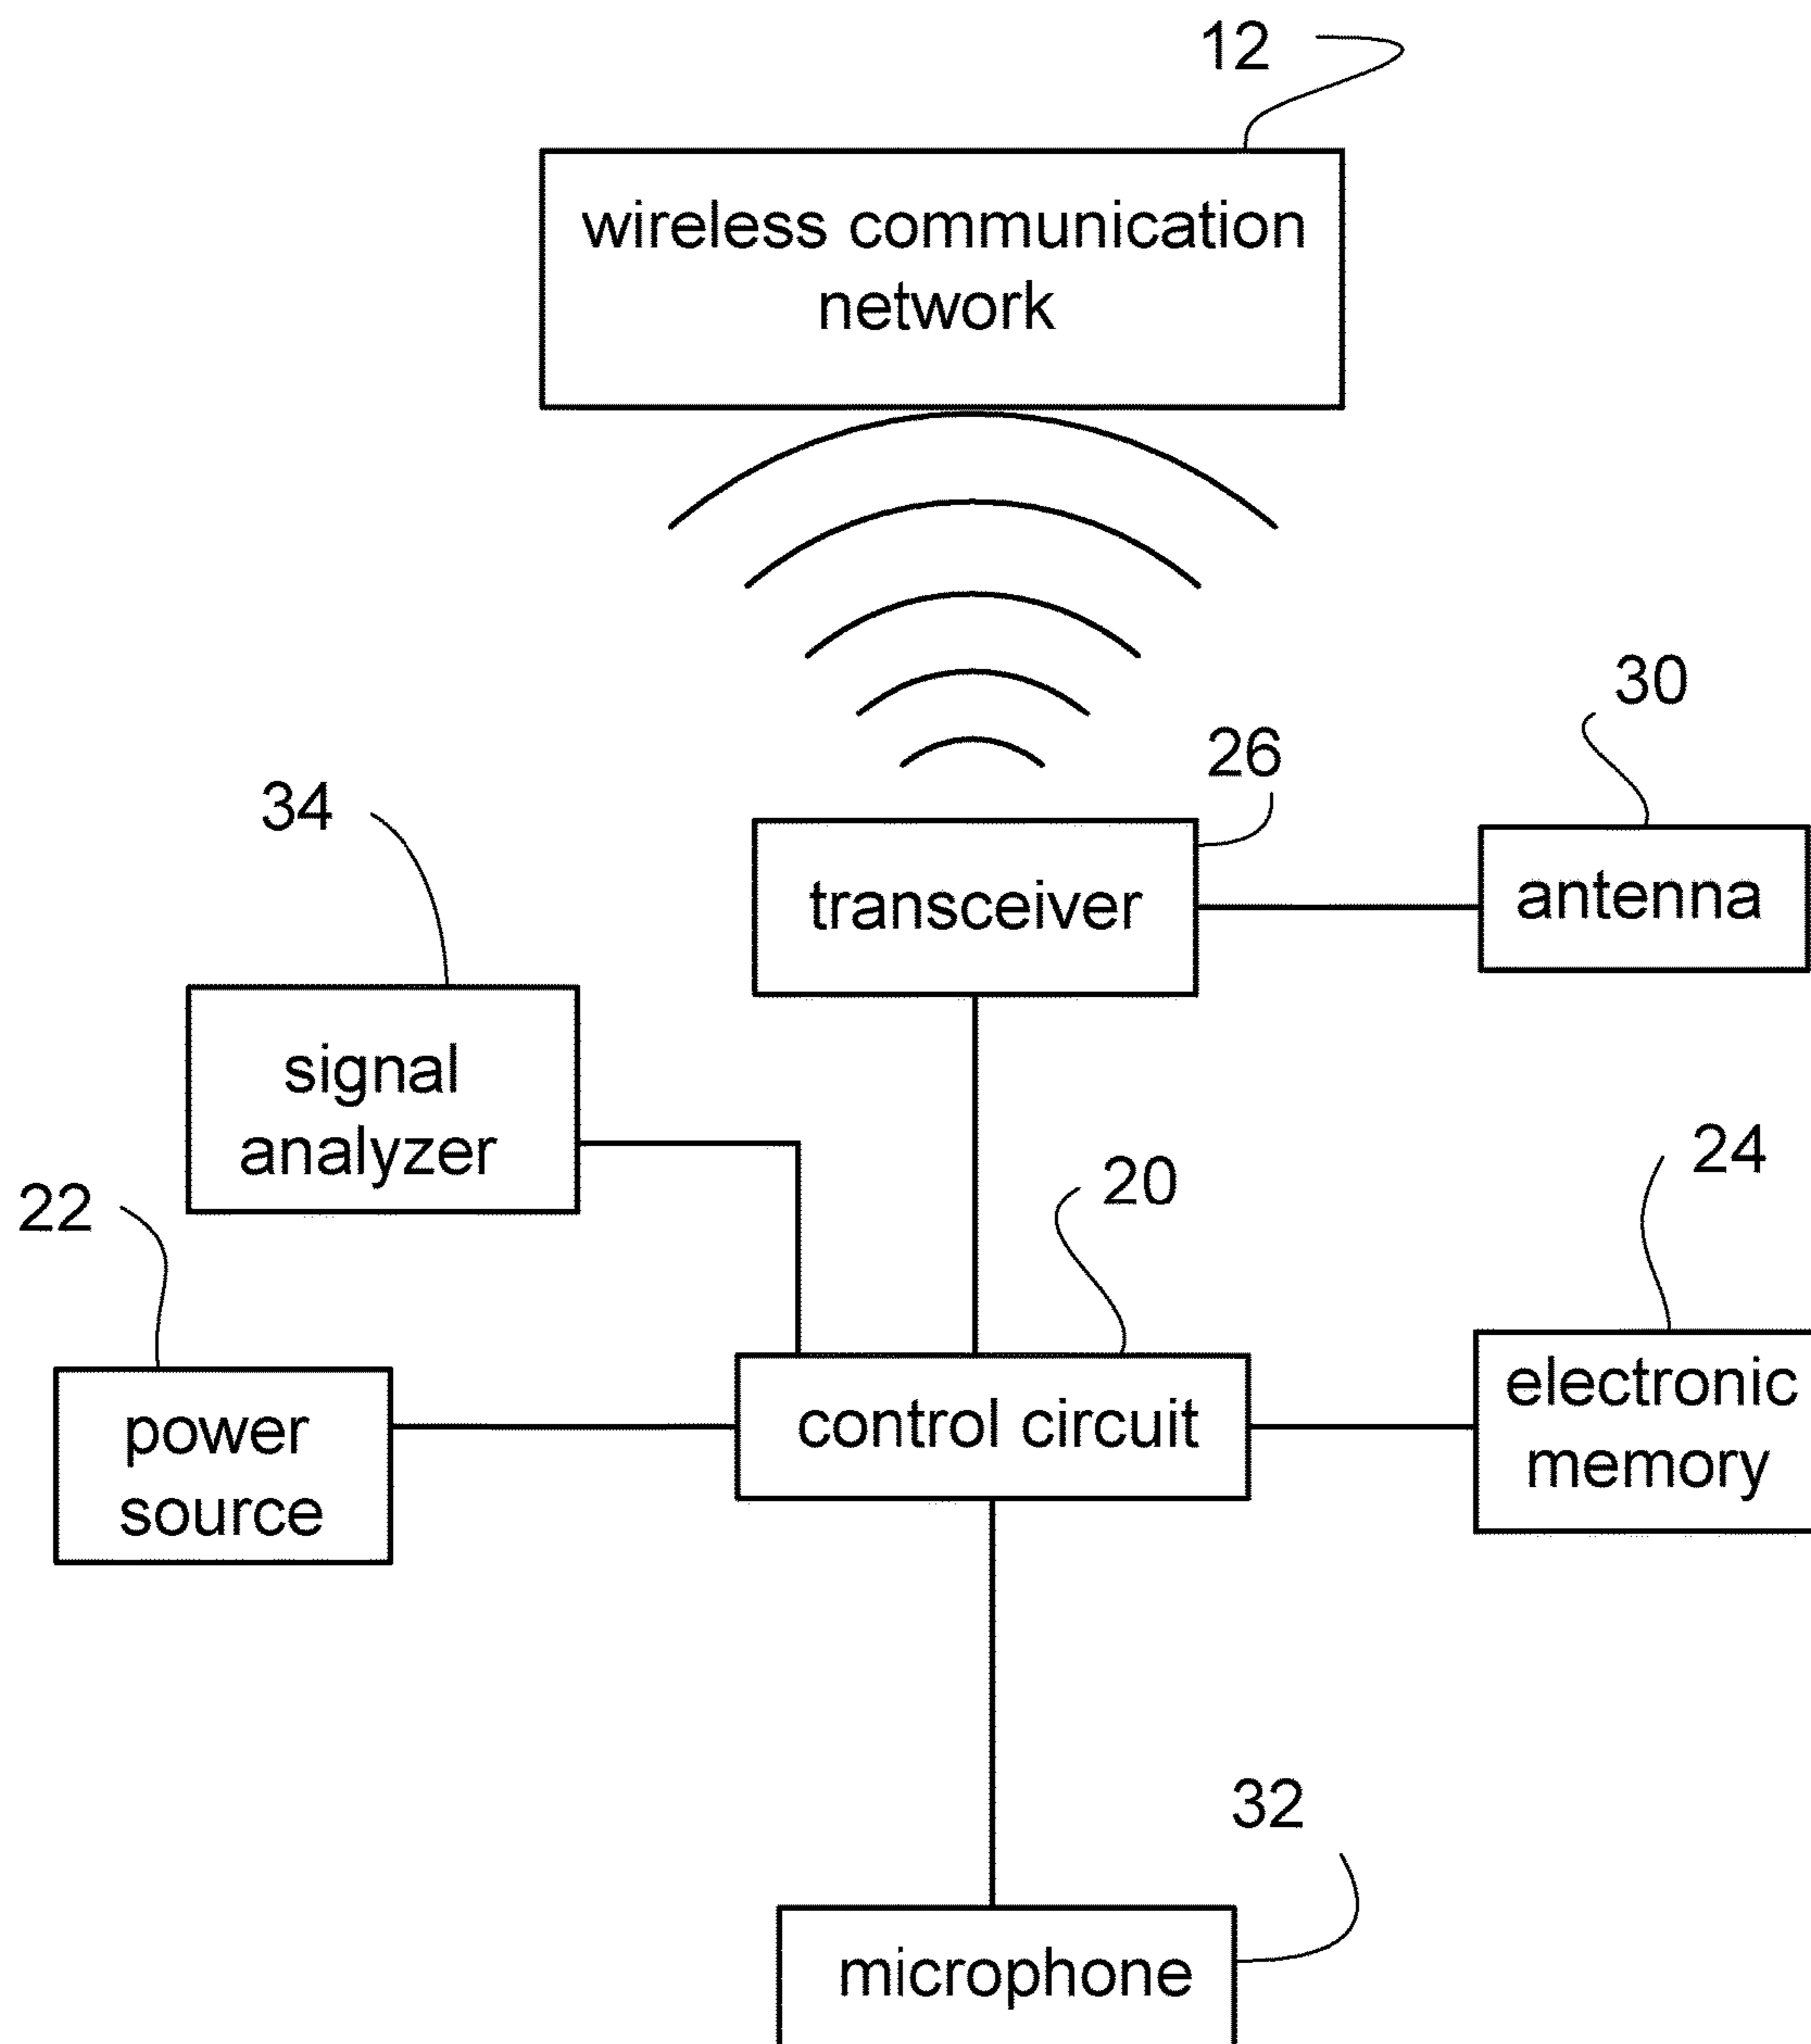 12
wireless communication
network
30
26
34
transceiver
antenna
signal
analyzer
24
20
22
electronic
memory
control circuit
power
source
32
microphone